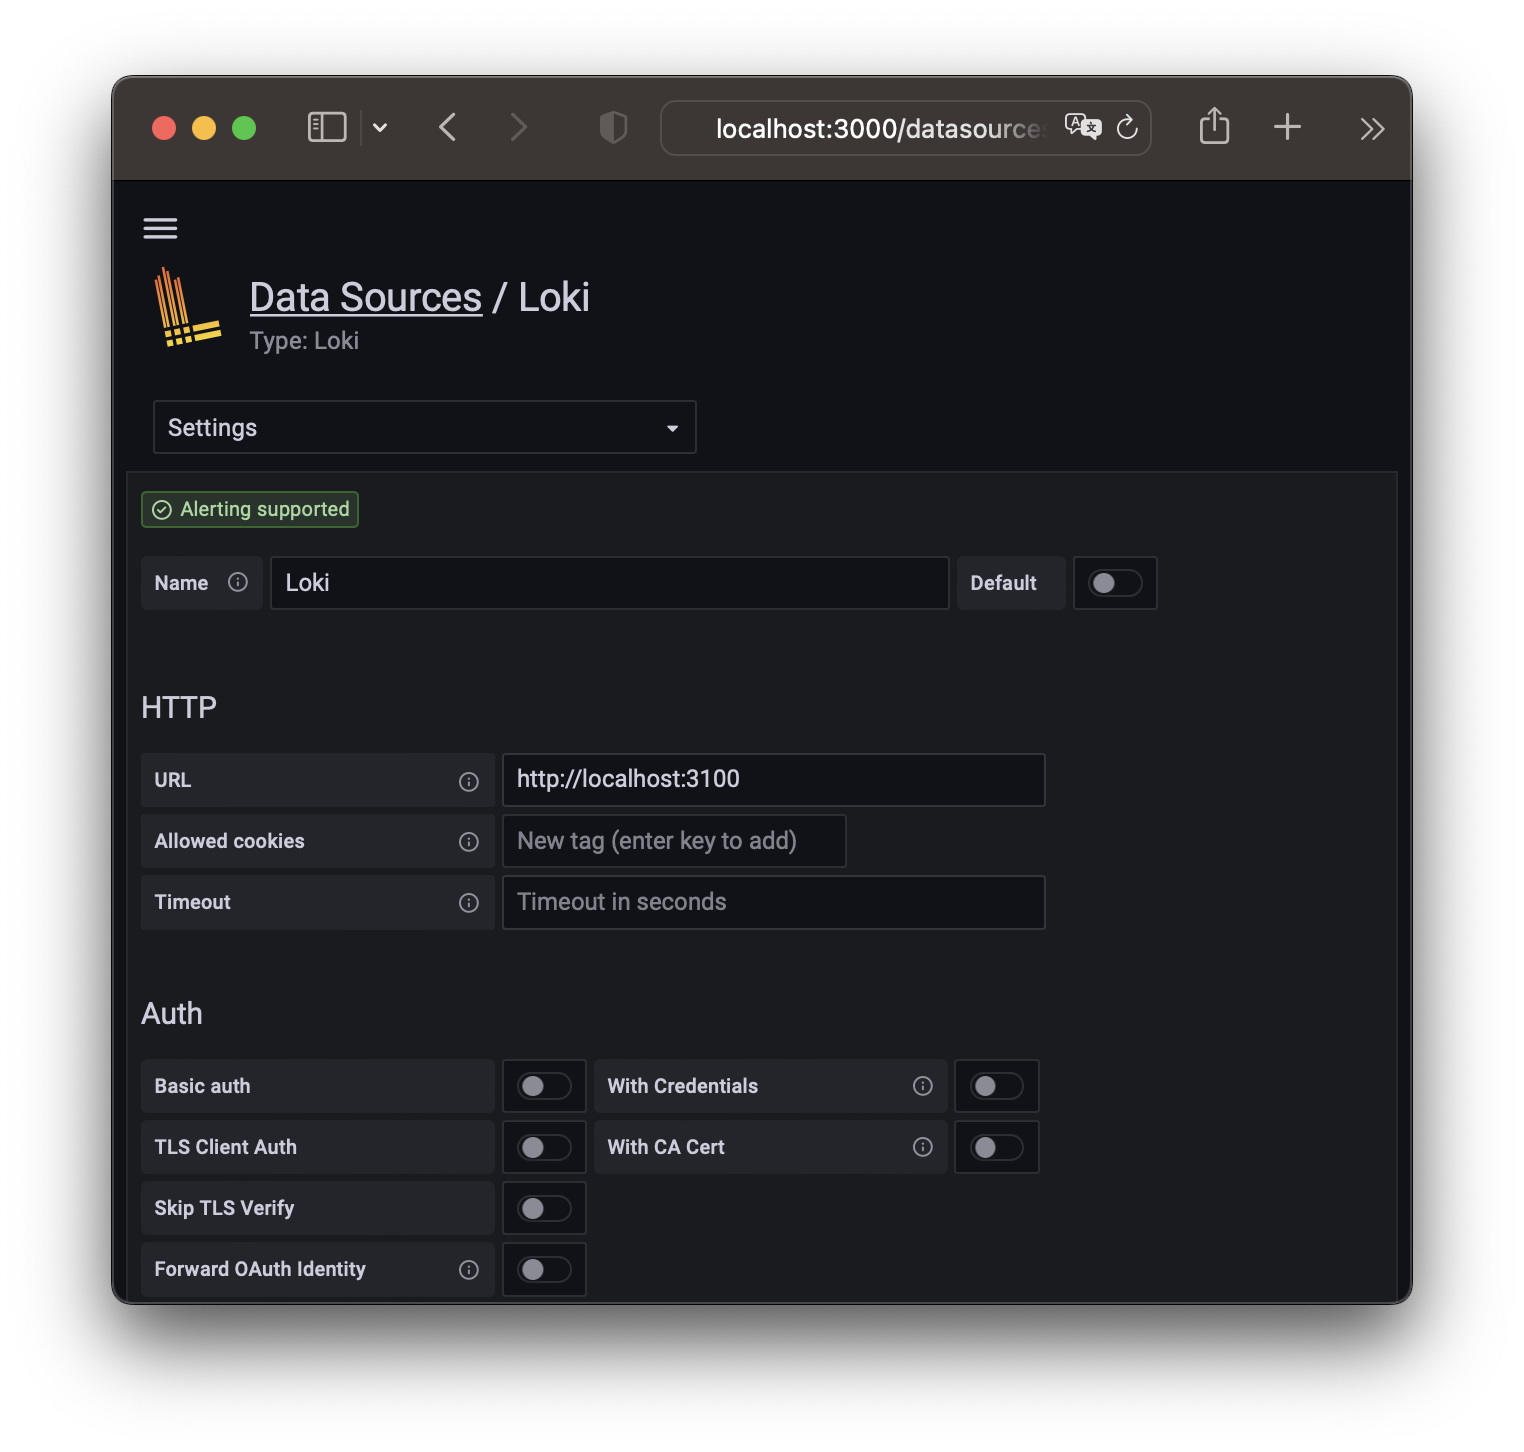 localhost:3000/datasources
Data Sources / Loki
Type: Loki
Settings
Alerting supported
Name Loki Default
HTTP
URL http://localhost:3100
Allowed cookies New tag (enter key to add)
Timeout Timeout in seconds
Auth
Basic auth With Credentials
TLS Client Auth With CA Cert
Skip TLS Verify
Forward OAuth Identity